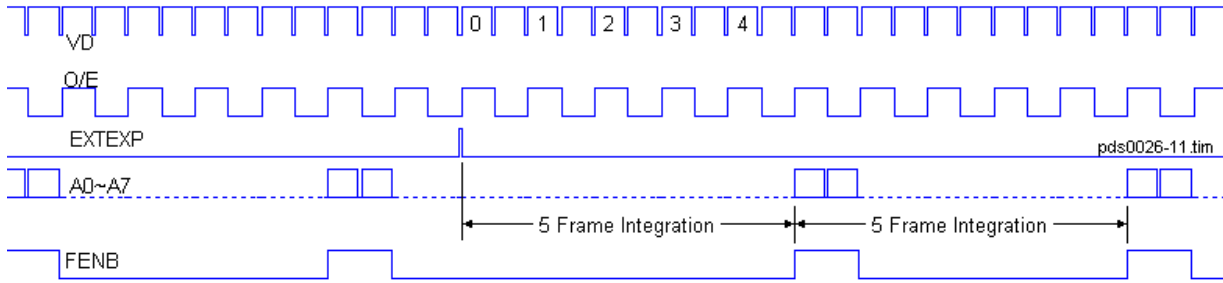 0 1 2 3 4
VD
O/E
EXTEXP
pds0026-11.tim
A0~A7
5 Frame Integration 5 Frame Integration
FENB